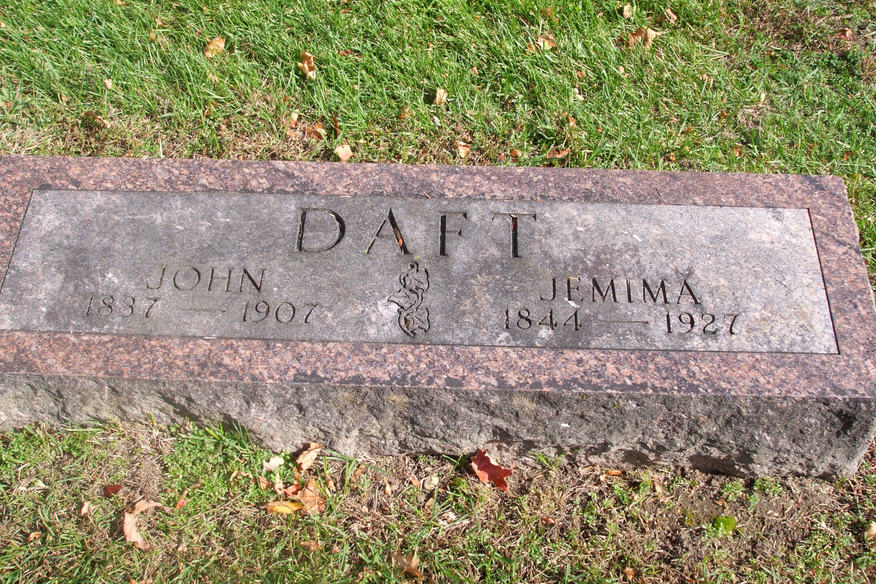 DAFT
JOHN JEMIMA
1837 — 1907 1844 — 1927